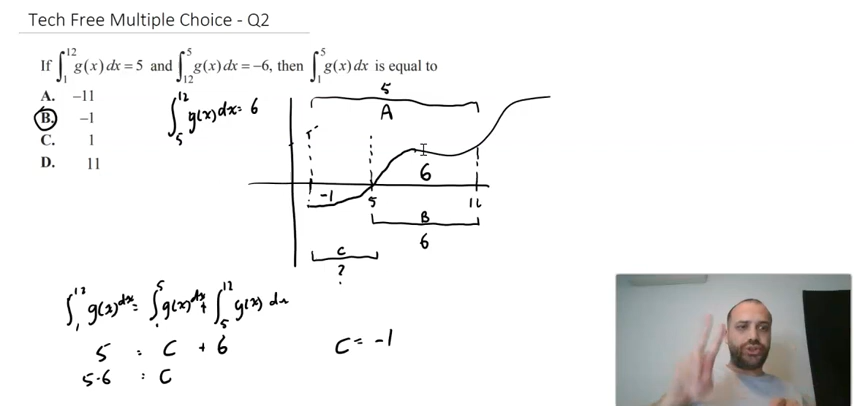 Tech Free Multiple Choice - Q2
If ∫₁¹² g(x) dx = 5 and ∫₁₂⁵ g(x) dx = −6, then ∫₁⁵ g(x) dx is equal to
A. −11
B. −1
C. 1
D. 11
∫₅¹² g(x) dx = 6
5
A
-1
6
5
12
B
6
C
?
∫₁¹² g(x) dx = ∫₁⁵ g(x) dx + ∫₅¹² g(x) dx
5 = C + 6
5-6 = C
C = -1